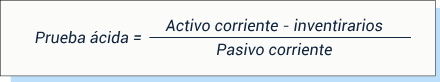 Prueba ácida = Activo corriente - inventirarios
Pasivo corriente